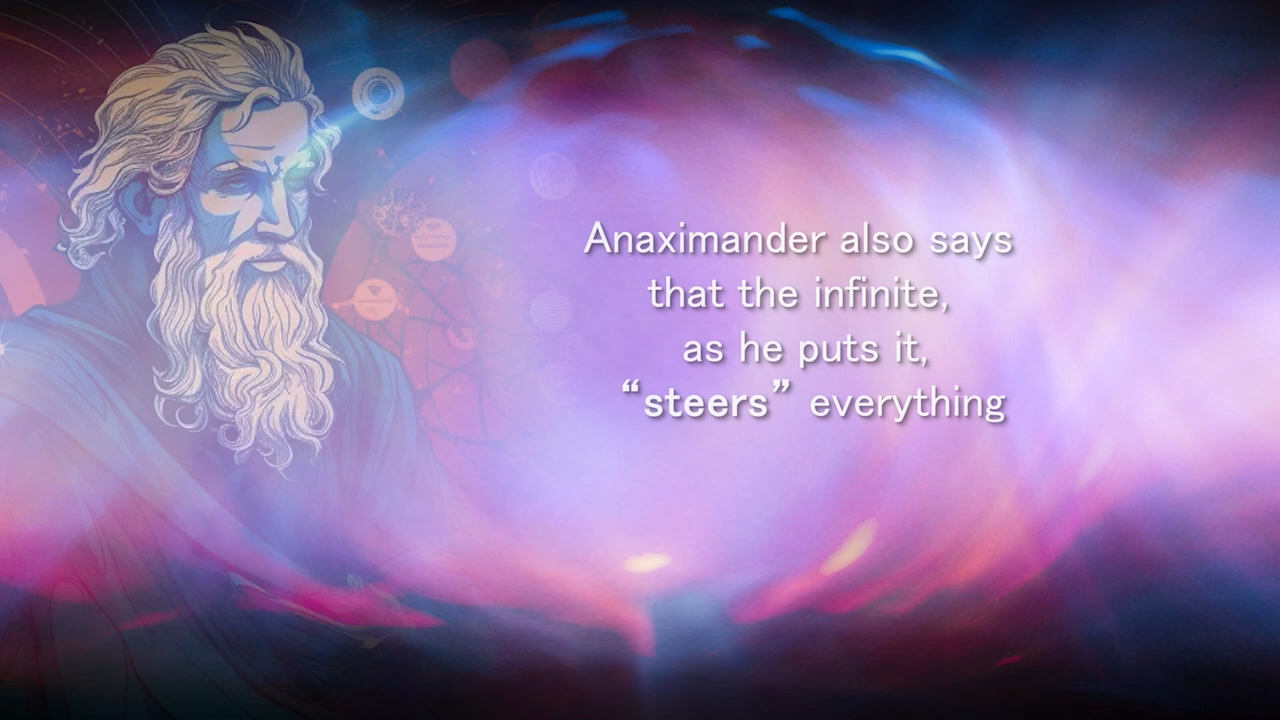 Anaximander also says
that the infinite,
as he puts it,
“steers” everything